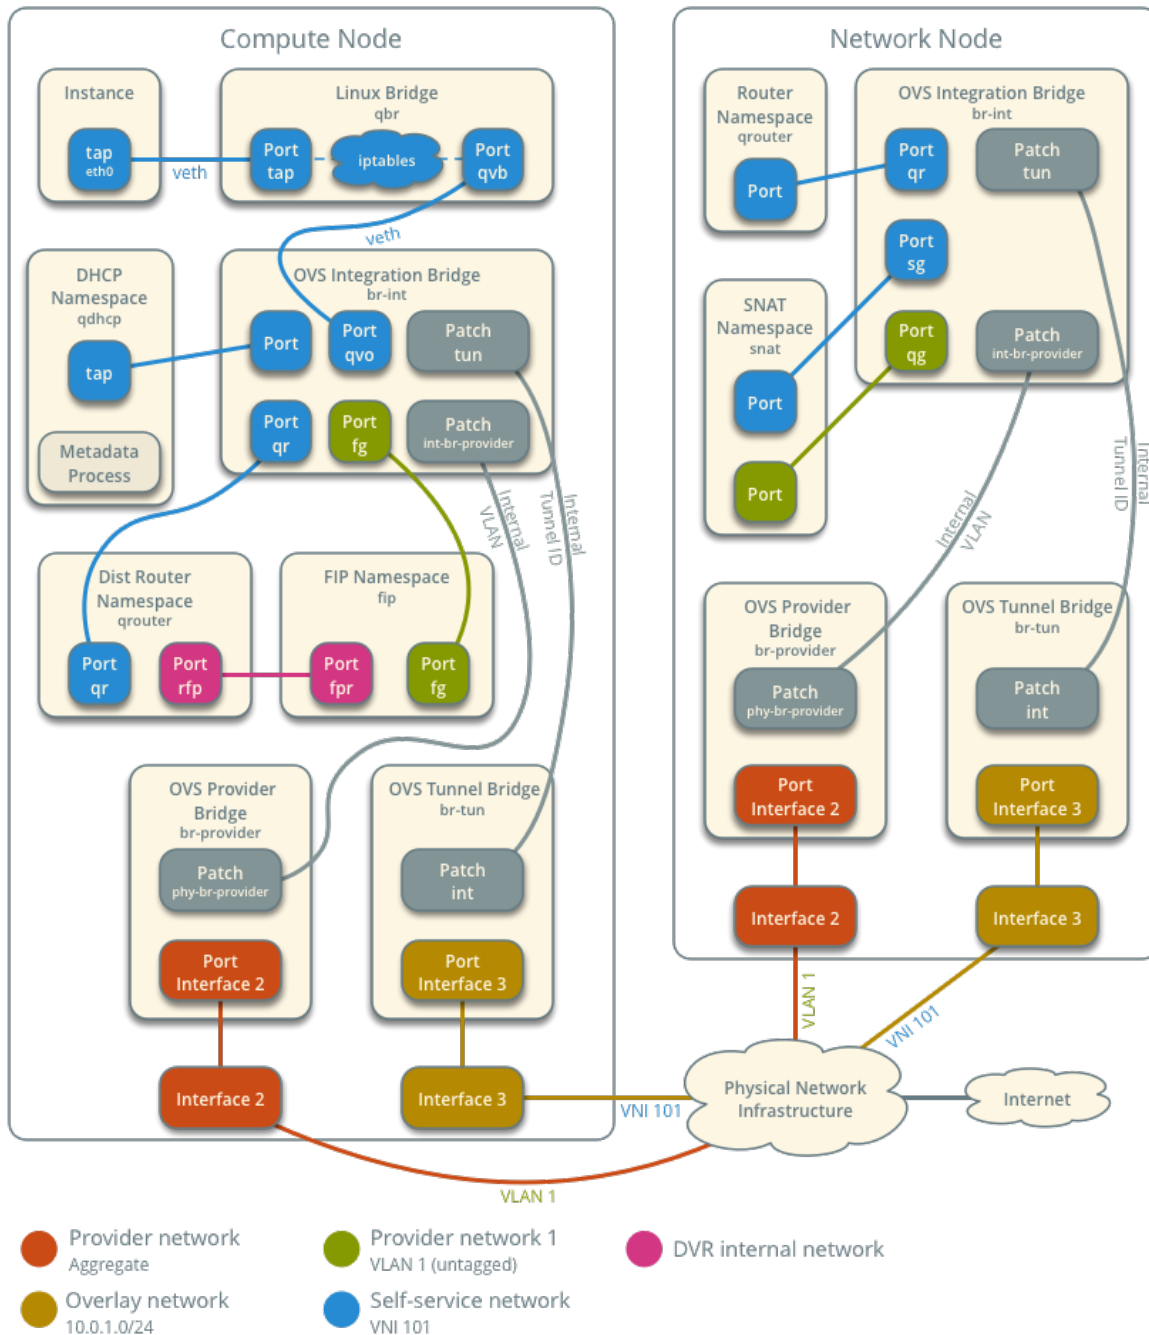 Compute Node
Instance
tap
eth0
veth
Linux Bridge
qbr
Port
tap
iptables
Port
qvb
veth
DHCP
Namespace
qdhcp
tap
Metadata
Process
OVS Integration Bridge
br-int
Port
Port
qvo
Patch
tun
Port
qr
Port
fg
Patch
int-br-provider
Internal
VLAN
Internal
Tunnel ID
Dist Router
Namespace
qrouter
Port
qr
Port
rfp
FIP Namespace
fip
Port
fpr
Port
fg
OVS Provider
Bridge
br-provider
Patch
phy-br-provider
Port
Interface 2
Interface 2
OVS Tunnel Bridge
br-tun
Patch
int
Port
Interface 3
Interface 3
Network Node
Router
Namespace
qrouter
Port
OVS Integration Bridge
br-int
Port
qr
Patch
tun
Port
sg
Port
qg
Patch
int-br-provider
SNAT
Namespace
snat
Port
Port
Internal
VLAN
Internal
Tunnel ID
OVS Provider
Bridge
br-provider
Patch
phy-br-provider
Port
Interface 2
Interface 2
OVS Tunnel Bridge
br-tun
Patch
int
Port
Interface 3
Interface 3
VLAN 1
VNI 101
VNI 101
VLAN 1
Physical Network
Infrastructure
Internet
Provider network
Aggregate
Provider network 1
VLAN 1 (untagged)
DVR internal network
Overlay network
10.0.1.0/24
Self-service network
VNI 101